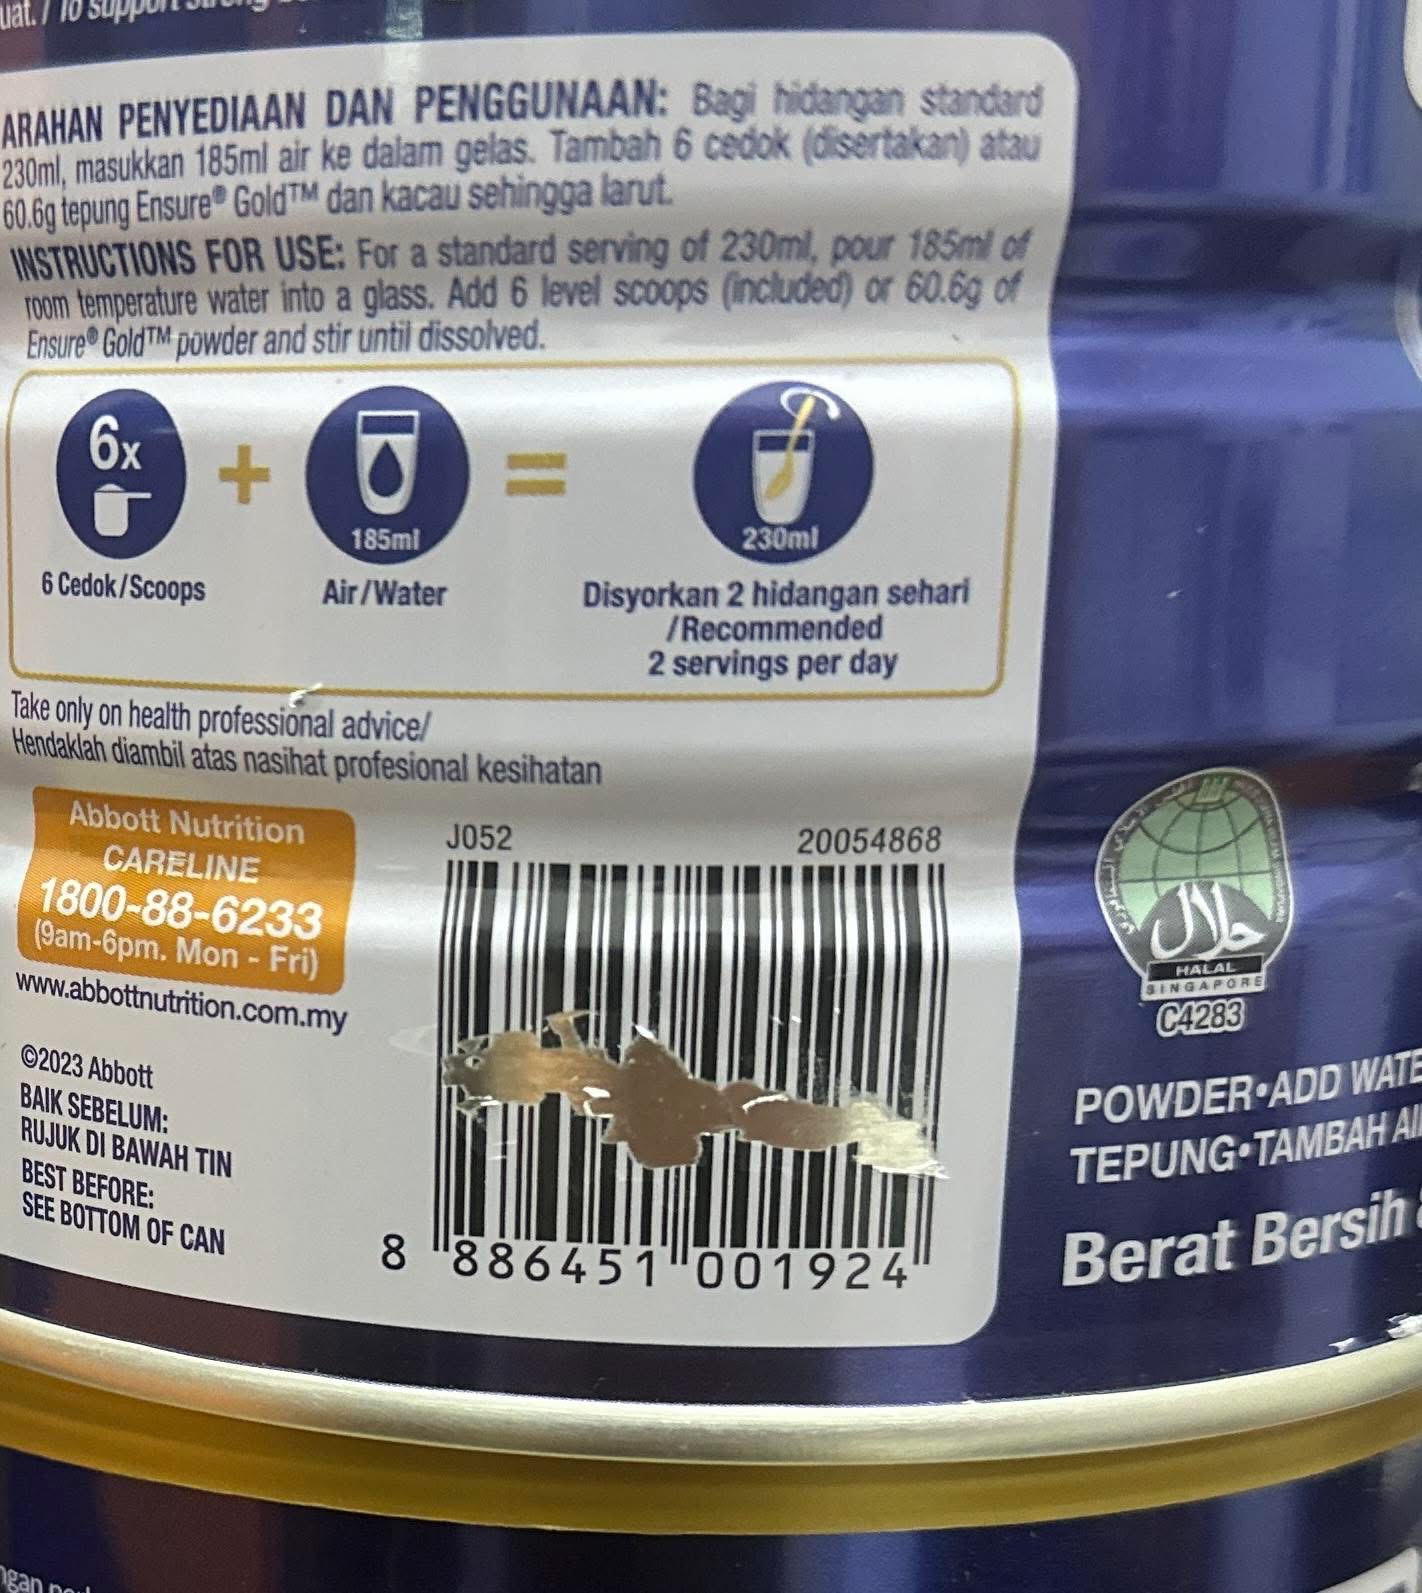 To support
ARAHAN PENYEDIAAN DAN PENGGUNAAN: Bagi hidangan standard
230ml, masukkan 185ml air ke dalam gelas. Tambah 6 cedok (disertakan) atau
60.6g tepung Ensure® Gold™ dan kacau sehingga larut.
INSTRUCTIONS FOR USE: For a standard serving of 230ml, pour 185ml of
room temperature water into a glass. Add 6 level scoops (included) or 60.6g of
Ensure® Gold™ powder and stir until dissolved.
6x
+
185ml
=
230ml
6 Cedok/Scoops
Air/Water
Disyorkan 2 hidangan sehari
/Recommended
2 servings per day
Take only on health professional advice/
Hendaklah diambil atas nasihat profesional kesihatan
Abbott Nutrition
CARELINE
1800-88-6233
(9am-6pm. Mon - Fri)
www.abbottnutrition.com.my
©2023 Abbott
BAIK SEBELUM:
RUJUK DI BAWAH TIN
BEST BEFORE:
SEE BOTTOM OF CAN
J052 20054868
8 886451 001924
حلال
HALAL
SINGAPORE
C4283
POWDER•ADD
TEPUNG•TAMBAH
Berat Bersih